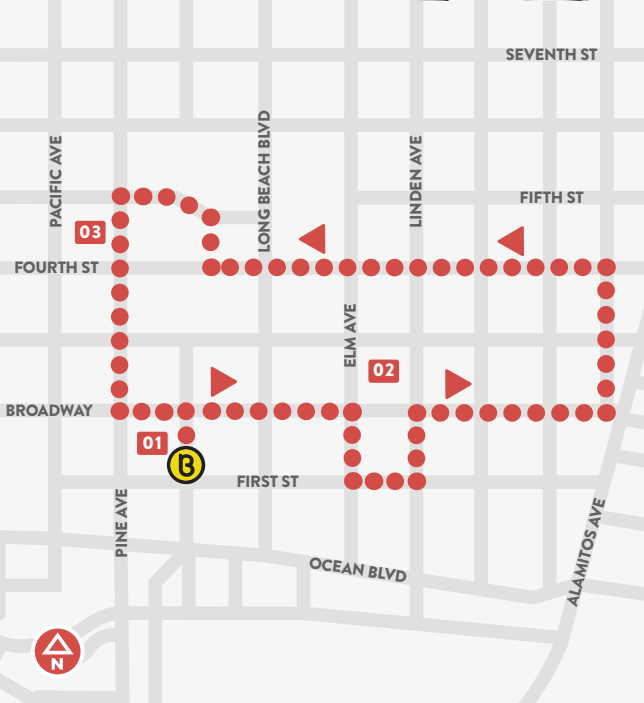 SEVENTH ST
PACIFIC AVE
LONG BEACH BLVD
LINDEN AVE
FIFTH ST
03
FOURTH ST
ELM AVE
02
BROADWAY
01
B
FIRST ST
PINE AVE
OCEAN BLVD
ALAMITOS AVE
N